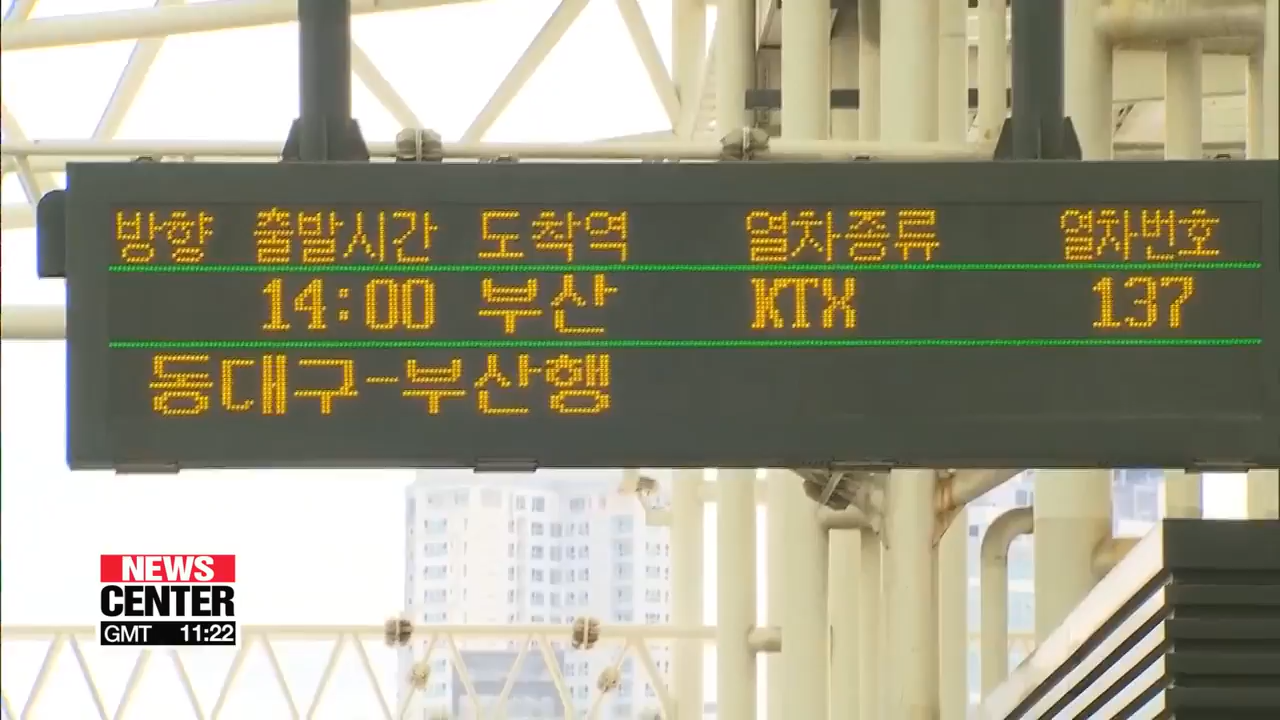 방향 출발시간 도착역 열차종류 열차번호
14:00 부산 KTX 137
동대구-부산행
NEWS
CENTER
GMT 11:22